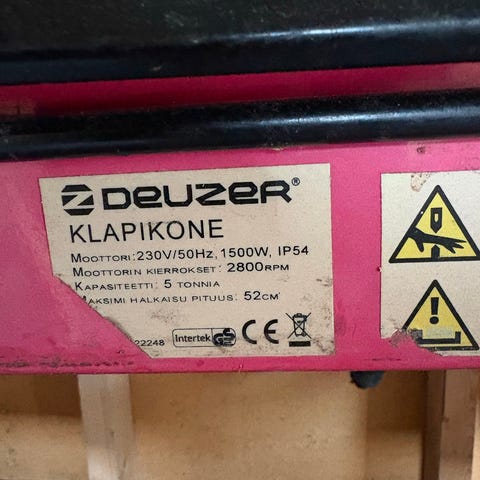 DEUZER®
KLAPIKONE
MOOTTORI:230V/50HZ, 1500W, IP54
MOOTTORIN KIERROKSET: 2800RPM
KAPASITEETTI: 5 TONNIA
MAKSIMI HALKAISU PITUUS: 52CM
22248 Intertek GS CE